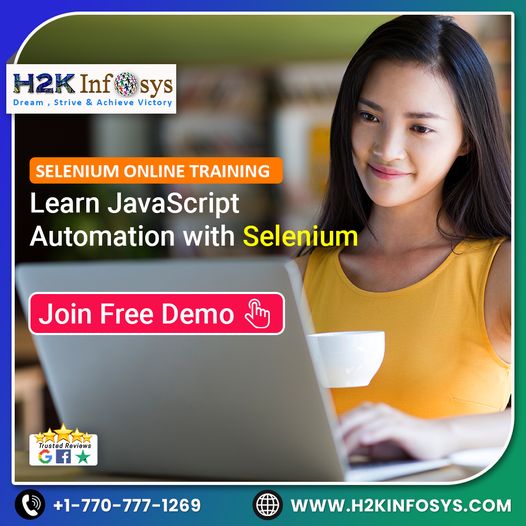 H2K Infosys
Dream , Strive & Achieve Victory
SELENIUM ONLINE TRAINING
Learn JavaScript
Automation with Selenium
Join Free Demo
Trusted Reviews
G f
+1-770-777-1269
WWW.H2KINFOSYS.COM